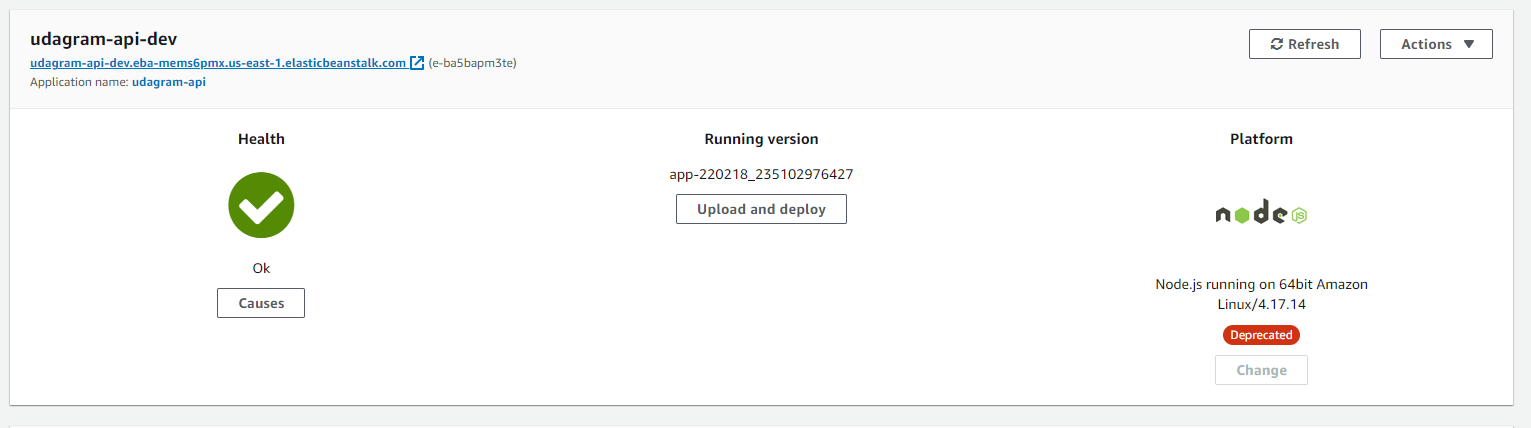 udagram-api-dev
udagram-api-dev.eba-mems6pmx.us-east-1.elasticbeanstalk.com (e-ba5bapm3te)
Application name: udagram-api
Refresh
Actions
Health
Ok
Causes
Running version
app-220218_235102976427
Upload and deploy
Platform
node JS
Node.js running on 64bit Amazon
Linux/4.17.14
Deprecated
Change